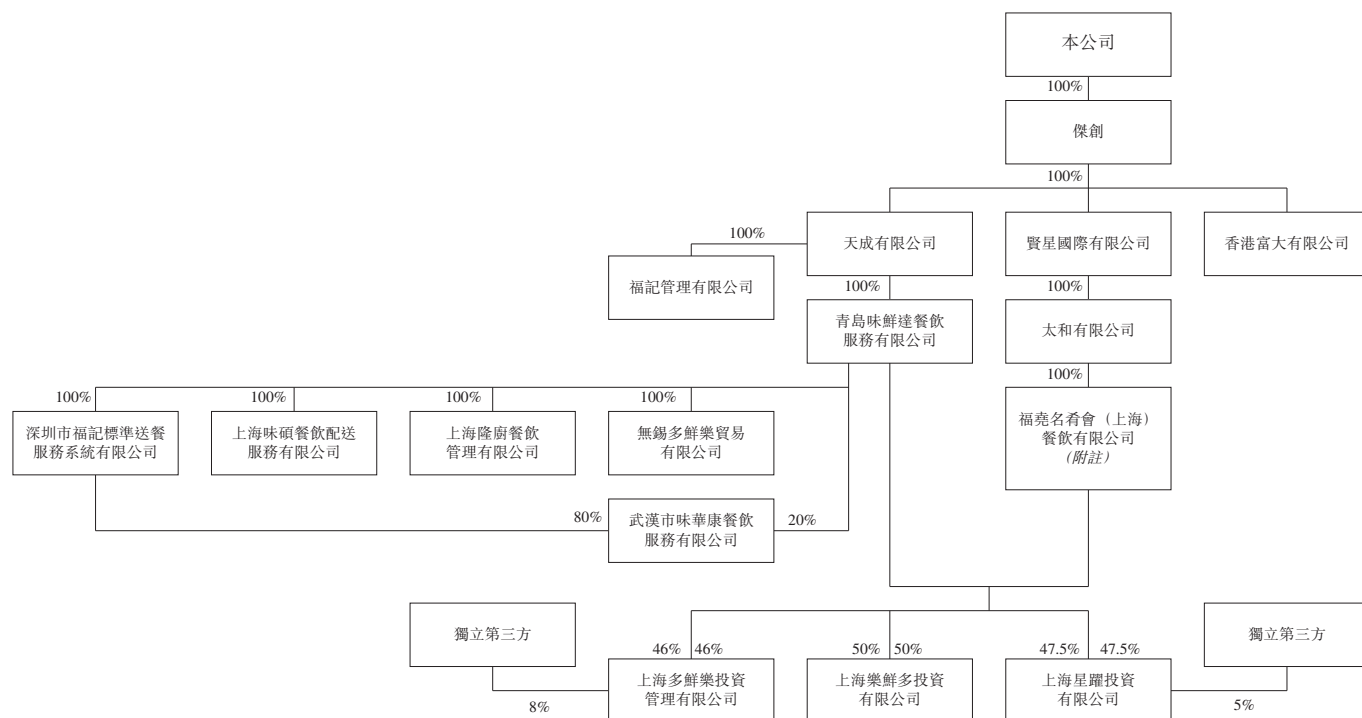 本公司
100%
傑創
100%
天成有限公司
賢星國際有限公司
香港富大有限公司
100%
福記管理有限公司
100%
100%
青島味鮮達餐飲
服務有限公司
太和有限公司
100%
100%
100%
100%
100%
深圳市福記標準送餐
服務系統有限公司
上海味碩餐飲配送
服務有限公司
上海隆廚餐飲
管理有限公司
無錫多鮮樂貿易
有限公司
福堯名肴會（上海）
餐飲有限公司
（附註）
80%
武漢市味華康餐飲
服務有限公司
20%
獨立第三方
獨立第三方
46% 46%
50% 50%
47.5% 47.5%
上海多鮮樂投資
管理有限公司
上海樂鮮多投資
有限公司
上海星躍投資
有限公司
8%
5%